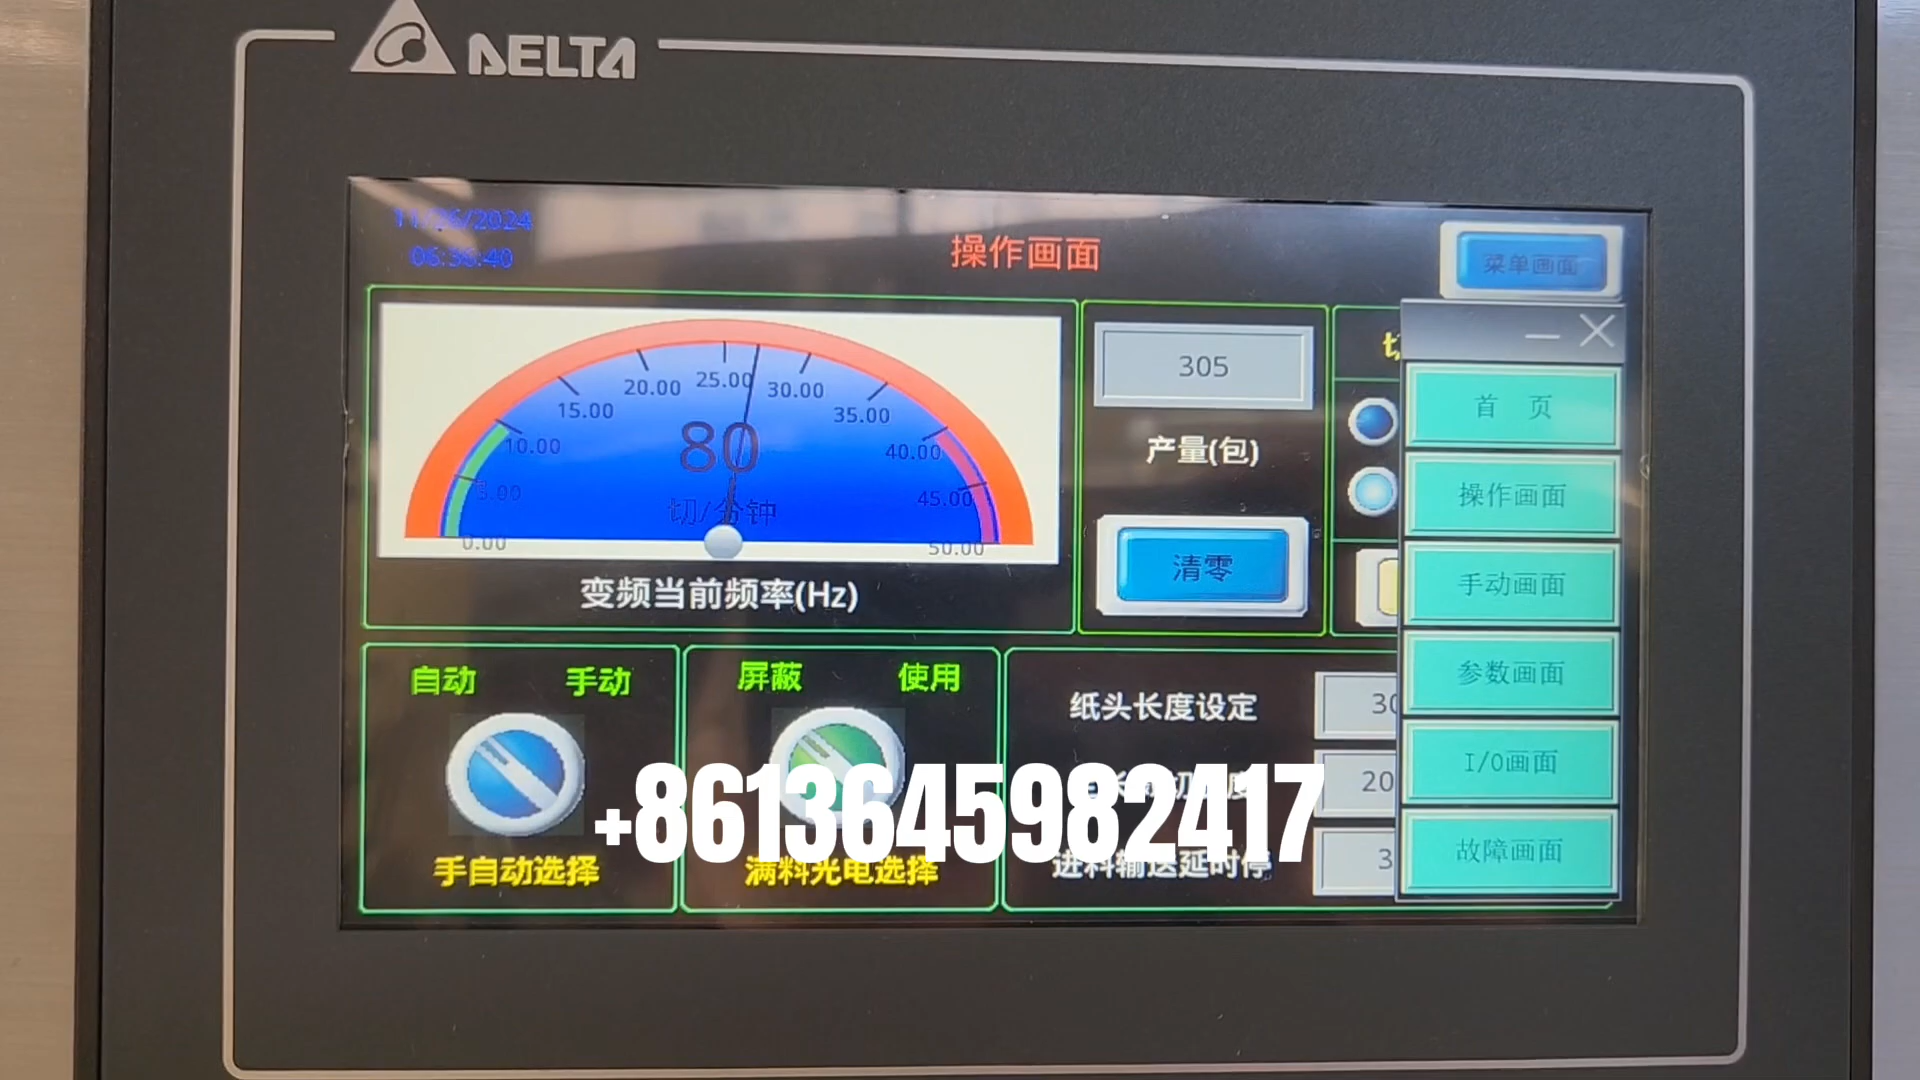 DELTA
11/26/2024
06:36:40
操作画面
菜单画面
20.00
25.00
30.00
15.00
35.00
10.00
40.00
5.00
45.00
0.00
50.00
80
切/分钟
变频当前频率(Hz)
305
产量(包)
清零
首 页
操作画面
手动画面
参数画面
I/O画面
故障画面
自动 手动
手自动选择
屏蔽 使用
满料光电选择
纸头长度设定
30
20
进料输送延时停
3
+8613645982417